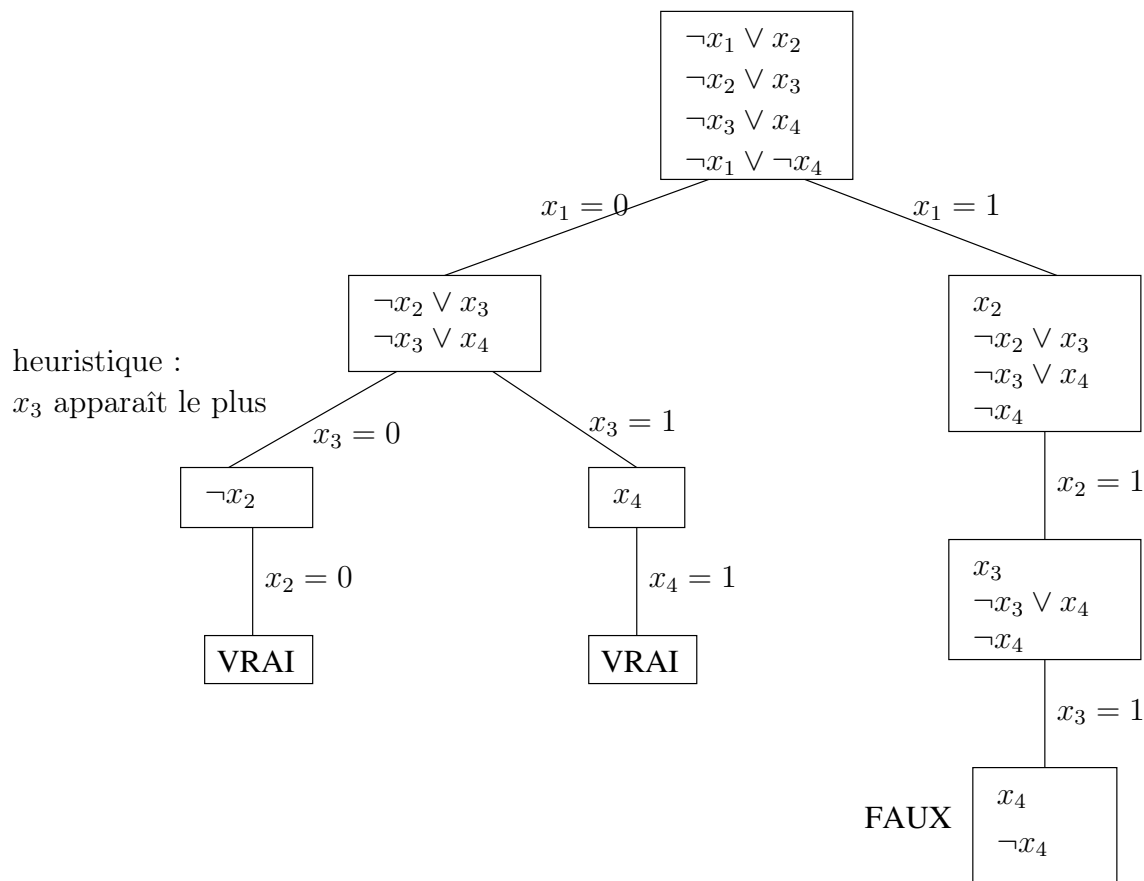 ¬x₁ ∨ x₂
¬x₂ ∨ x₃
¬x₃ ∨ x₄
¬x₁ ∨ ¬x₄
x₁ = 0
x₁ = 1
¬x₂ ∨ x₃
¬x₃ ∨ x₄
x₂
¬x₂ ∨ x₃
¬x₃ ∨ x₄
¬x₄
heuristique :
x₃ apparaît le plus
x₃ = 0
x₃ = 1
x₂ = 1
¬x₂
x₄
x₂ = 0
x₄ = 1
x₃
¬x₃ ∨ x₄
¬x₄
VRAI
VRAI
x₃ = 1
FAUX
x₄
¬x₄